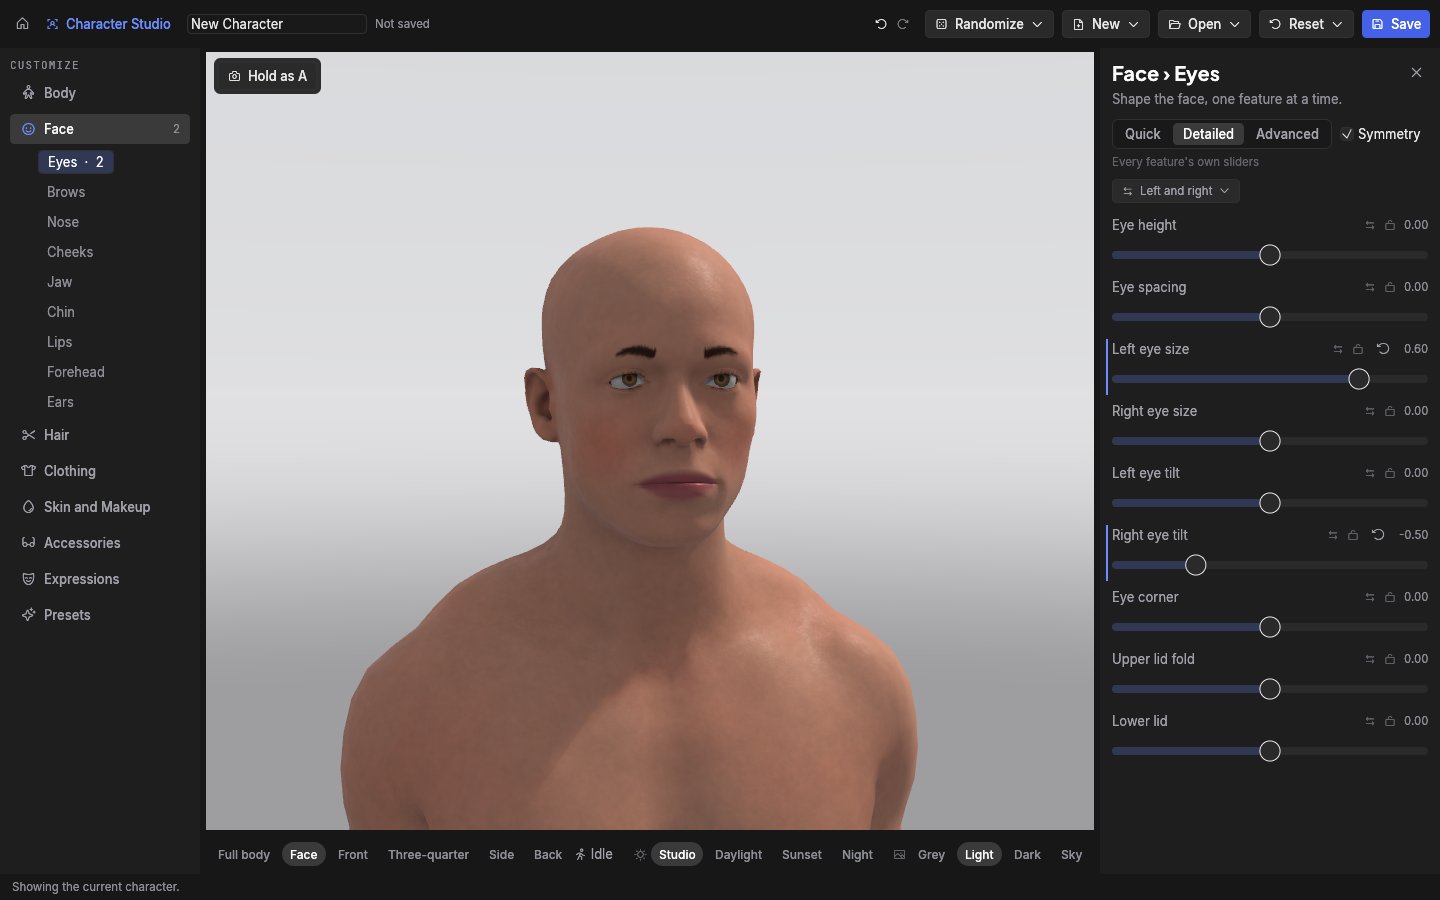 Character Studio
New Character
Not saved
Randomize
New
Open
Reset
Save
CUSTOMIZE
Body
Face 2
Eyes · 2
Brows
Nose
Cheeks
Jaw
Chin
Lips
Forehead
Ears
Hair
Clothing
Skin and Makeup
Accessories
Expressions
Presets
Hold as A
Full body Face Front Three-quarter Side Back Idle Studio Daylight Sunset Night Grey Light Dark Sky
Face › Eyes
Shape the face, one feature at a time.
Quick Detailed Advanced Symmetry
Every feature's own sliders
Left and right
Eye height 0.00
Eye spacing 0.00
Left eye size 0.60
Right eye size 0.00
Left eye tilt 0.00
Right eye tilt -0.50
Eye corner 0.00
Upper lid fold 0.00
Lower lid 0.00
Showing the current character.